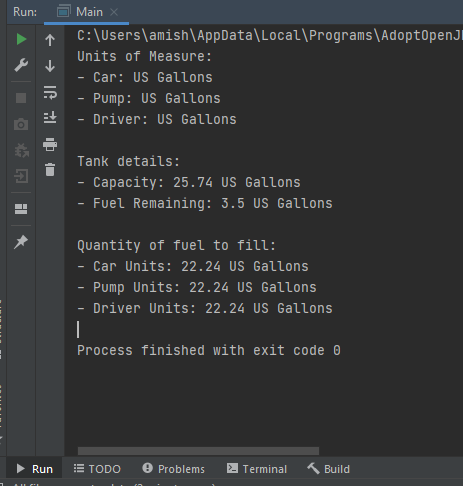 Run:
Main
C:\Users\amish\AppData\Local\Programs\AdoptOpenJ
Units of Measure:
- Car: US Gallons
- Pump: US Gallons
- Driver: US Gallons
Tank details:
- Capacity: 25.74 US Gallons
- Fuel Remaining: 3.5 US Gallons
Quantity of fuel to fill:
- Car Units: 22.24 US Gallons
- Pump Units: 22.24 US Gallons
- Driver Units: 22.24 US Gallons
Process finished with exit code 0
Run
TODO
Problems
Terminal
Build